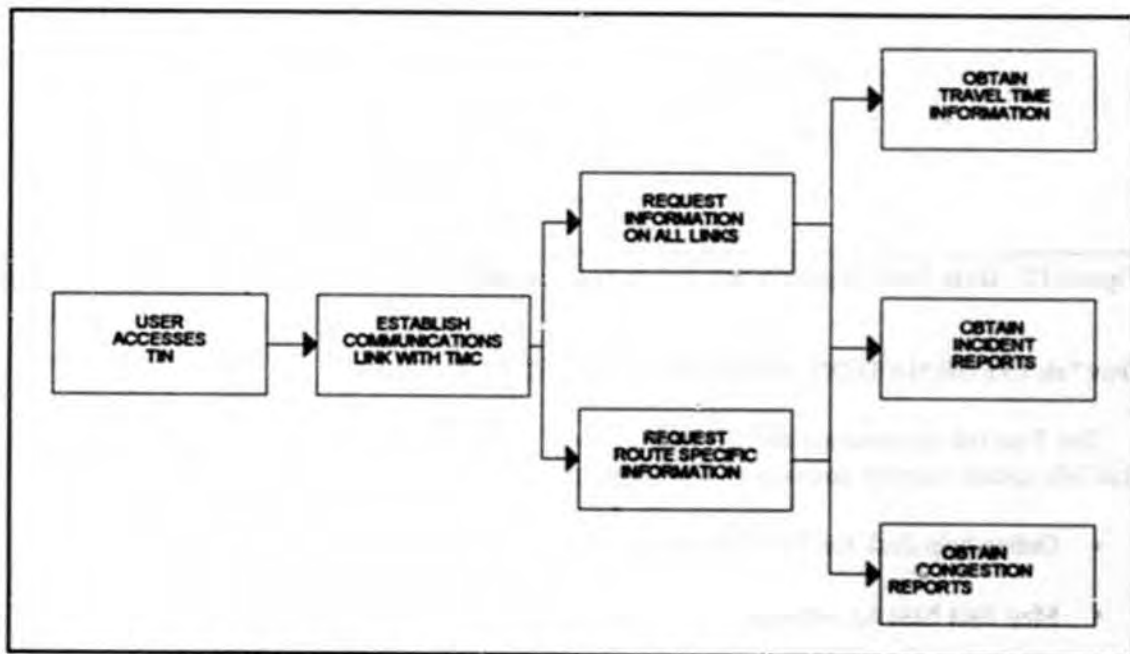 OBTAIN
TRAVEL TIME
INFORMATION
REQUEST
INFORMATION
ON ALL LINKS
USER
ACCESSES
TIN
ESTABLISH
COMMUNICATIONS
LINK WITH TMC
OBTAIN
INCIDENT
REPORTS
REQUEST
ROUTE SPECIFIC
INFORMATION
OBTAIN
CONGESTION
REPORTS